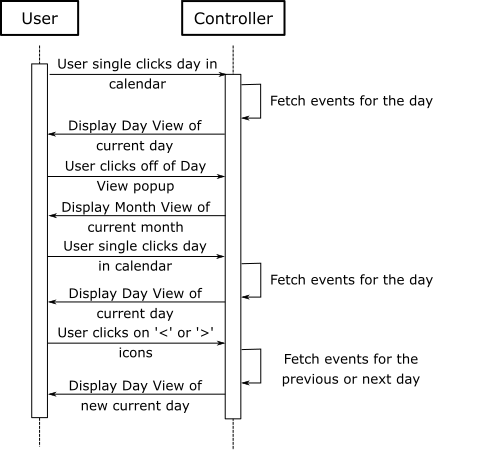 User
Controller
User single clicks day in
calendar
Fetch events for the day
Display Day View of
current day
User clicks off of Day
View popup
Display Month View of
current month
User single clicks day
in calendar
Fetch events for the day
Display Day View of
current day
User clicks on '<' or '>'
icons
Fetch events for the
previous or next day
Display Day View of
new current day